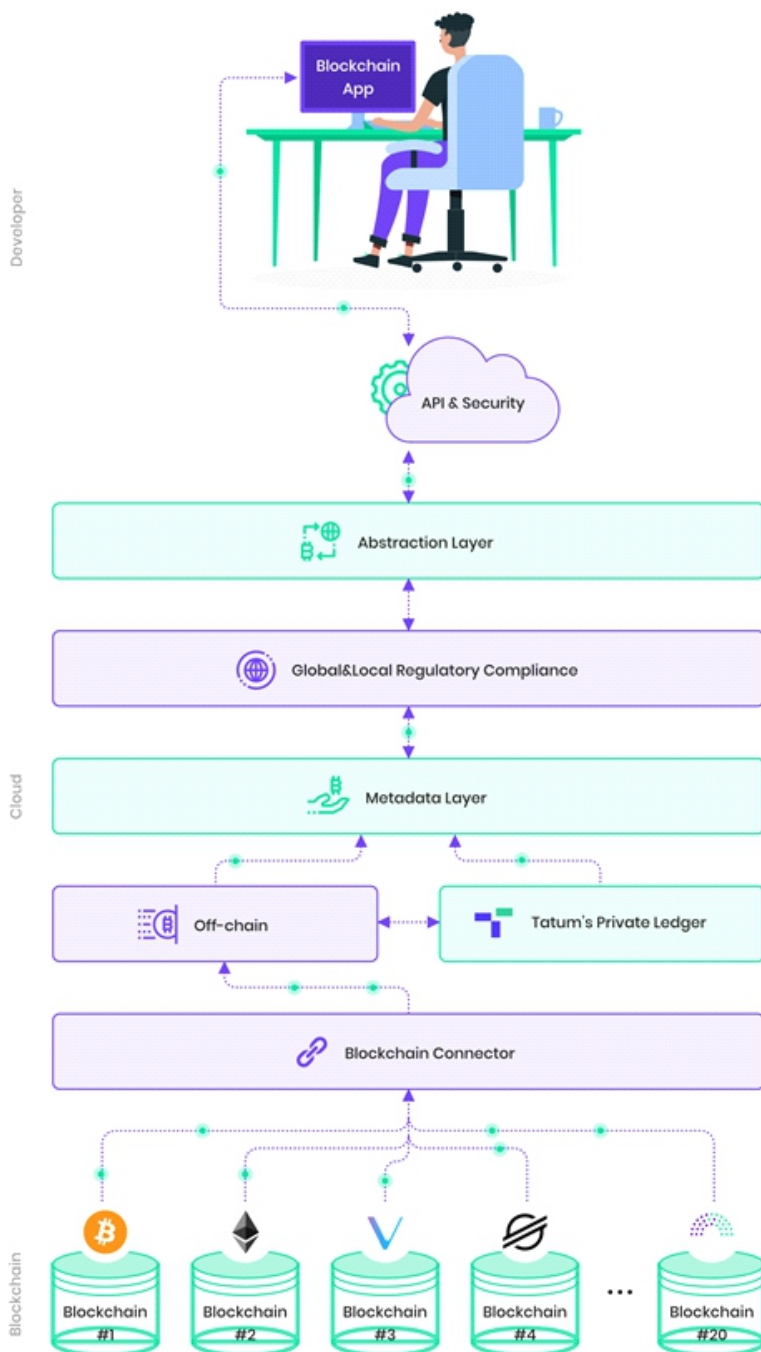 Blockchain
App
Developer
API & Security
Abstraction Layer
Global&Local Regulatory Compliance
Cloud
Metadata Layer
Off-chain
Tatum's Private Ledger
Blockchain Connector
Blockchain
Blockchain
#1
Blockchain
#2
Blockchain
#3
Blockchain
#4
...
Blockchain
#20